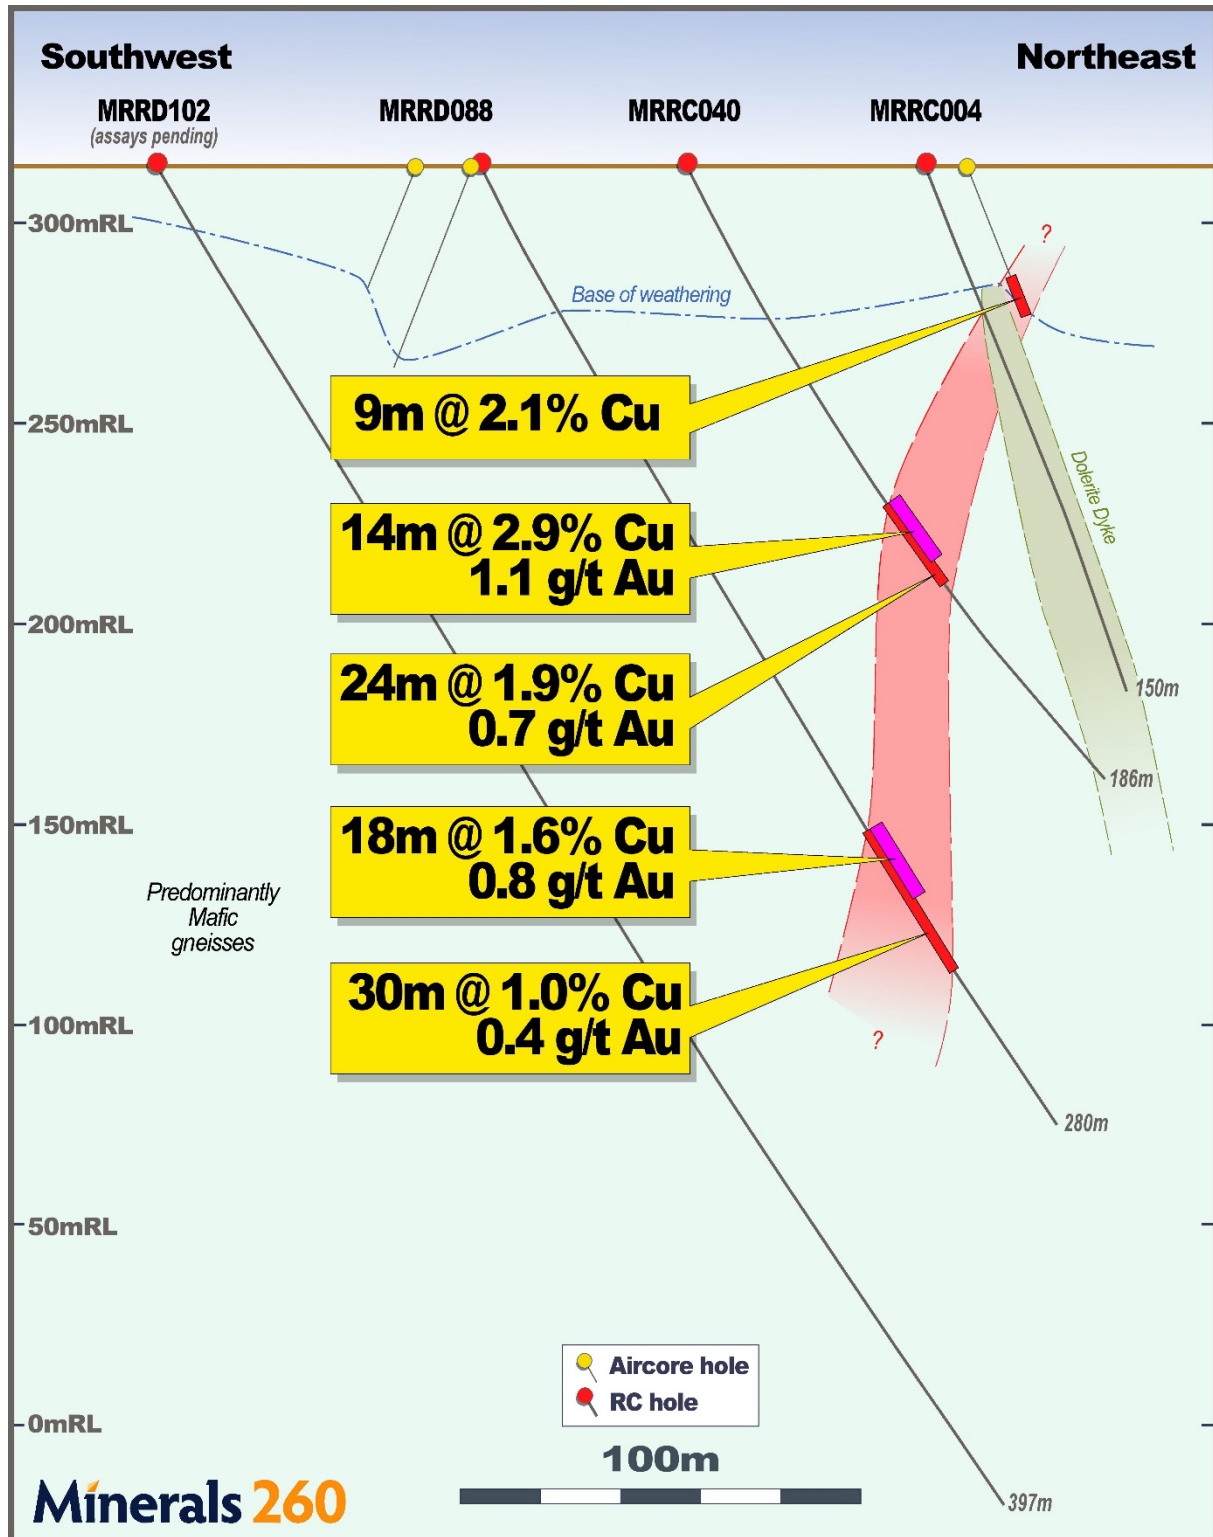 Southwest
Northeast
MRRD102
(assays pending)
MRRD088
MRRC040
MRRC004
300mRL
?
Base of weathering
9m @ 2.1% Cu
250mRL
Dolerite Dyke
14m @ 2.9% Cu
1.1 g/t Au
200mRL
24m @ 1.9% Cu
0.7 g/t Au
150m
186m
150mRL
18m @ 1.6% Cu
0.8 g/t Au
Predominantly
Mafic
gneisses
30m @ 1.0% Cu
0.4 g/t Au
100mRL
?
280m
50mRL
Aircore hole
RC hole
0mRL
100m
Minerals 260
397m